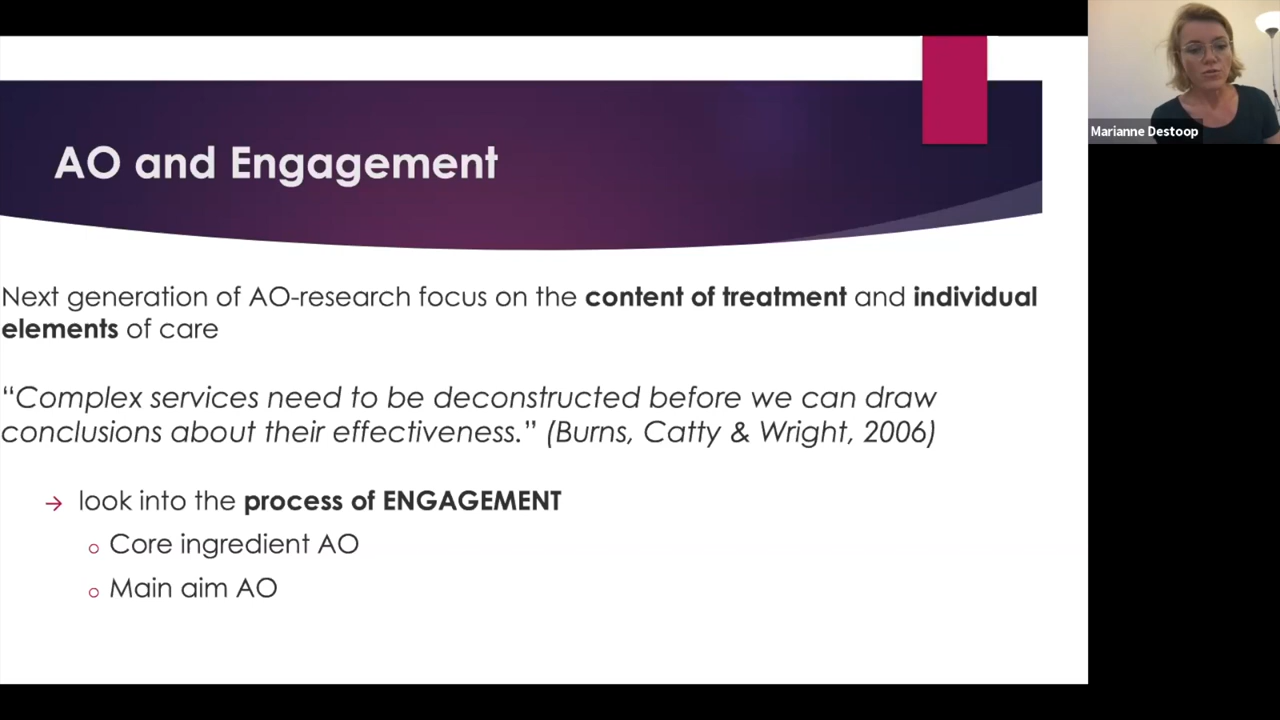 AO and Engagement
Marianne Destoop
Next generation of AO-research focus on the content of treatment and individual
elements of care
“Complex services need to be deconstructed before we can draw
conclusions about their effectiveness.” (Burns, Catty & Wright, 2006)
→ look into the process of ENGAGEMENT
o Core ingredient AO
o Main aim AO